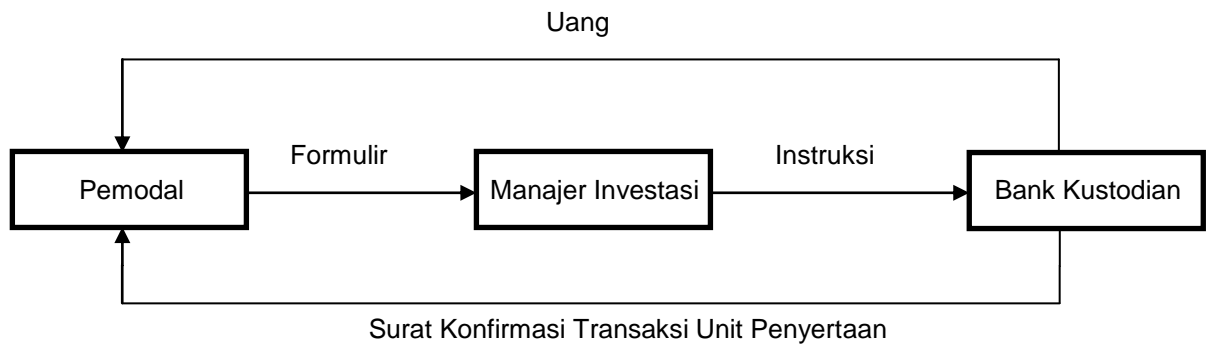 Uang
Formulir
Instruksi
Pemodal
Manajer Investasi
Bank Kustodian
Surat Konfirmasi Transaksi Unit Penyertaan